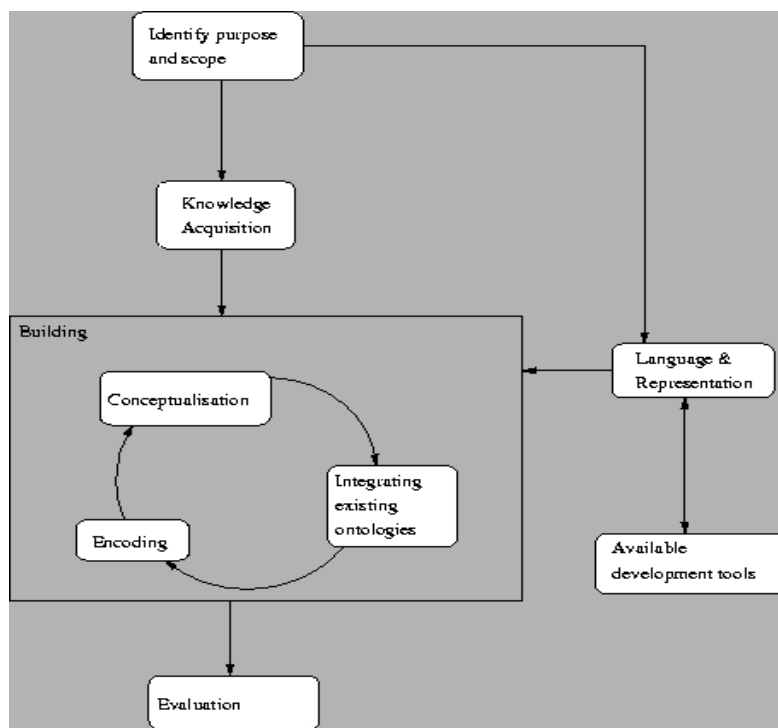 Identify purpose
and scope
Knowledge
Acquisition
Building
Language &
Representation
Conceptualisation
Integrating
existing
ontologies
Encoding
Available
development tools
Evaluation